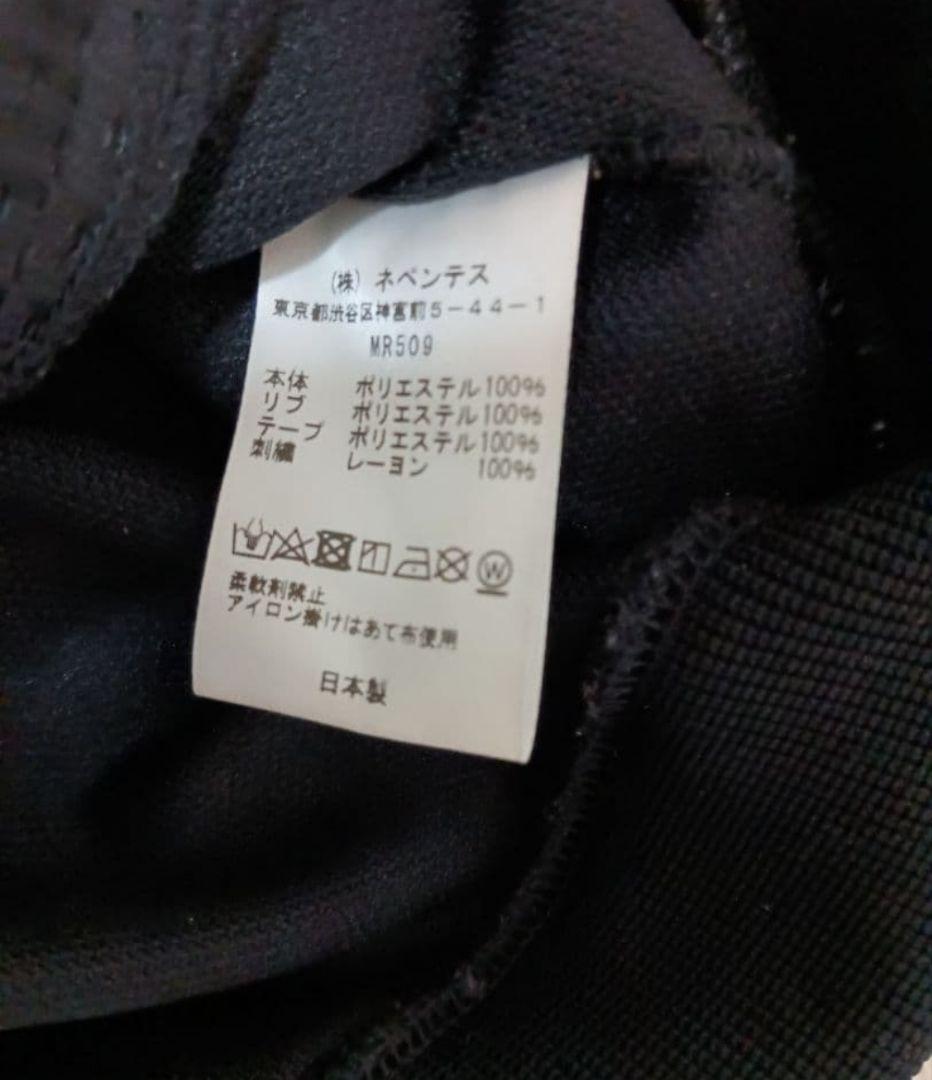 (株) ネペンテス
東京都渋谷区神宮前5-44-1
MR509
本体 ポリエステル100%
リブ ポリエステル100%
テープ ポリエステル100%
刺繍 レーヨン 100%
W
柔軟剤禁止
アイロン掛けはあて布使用
日本製